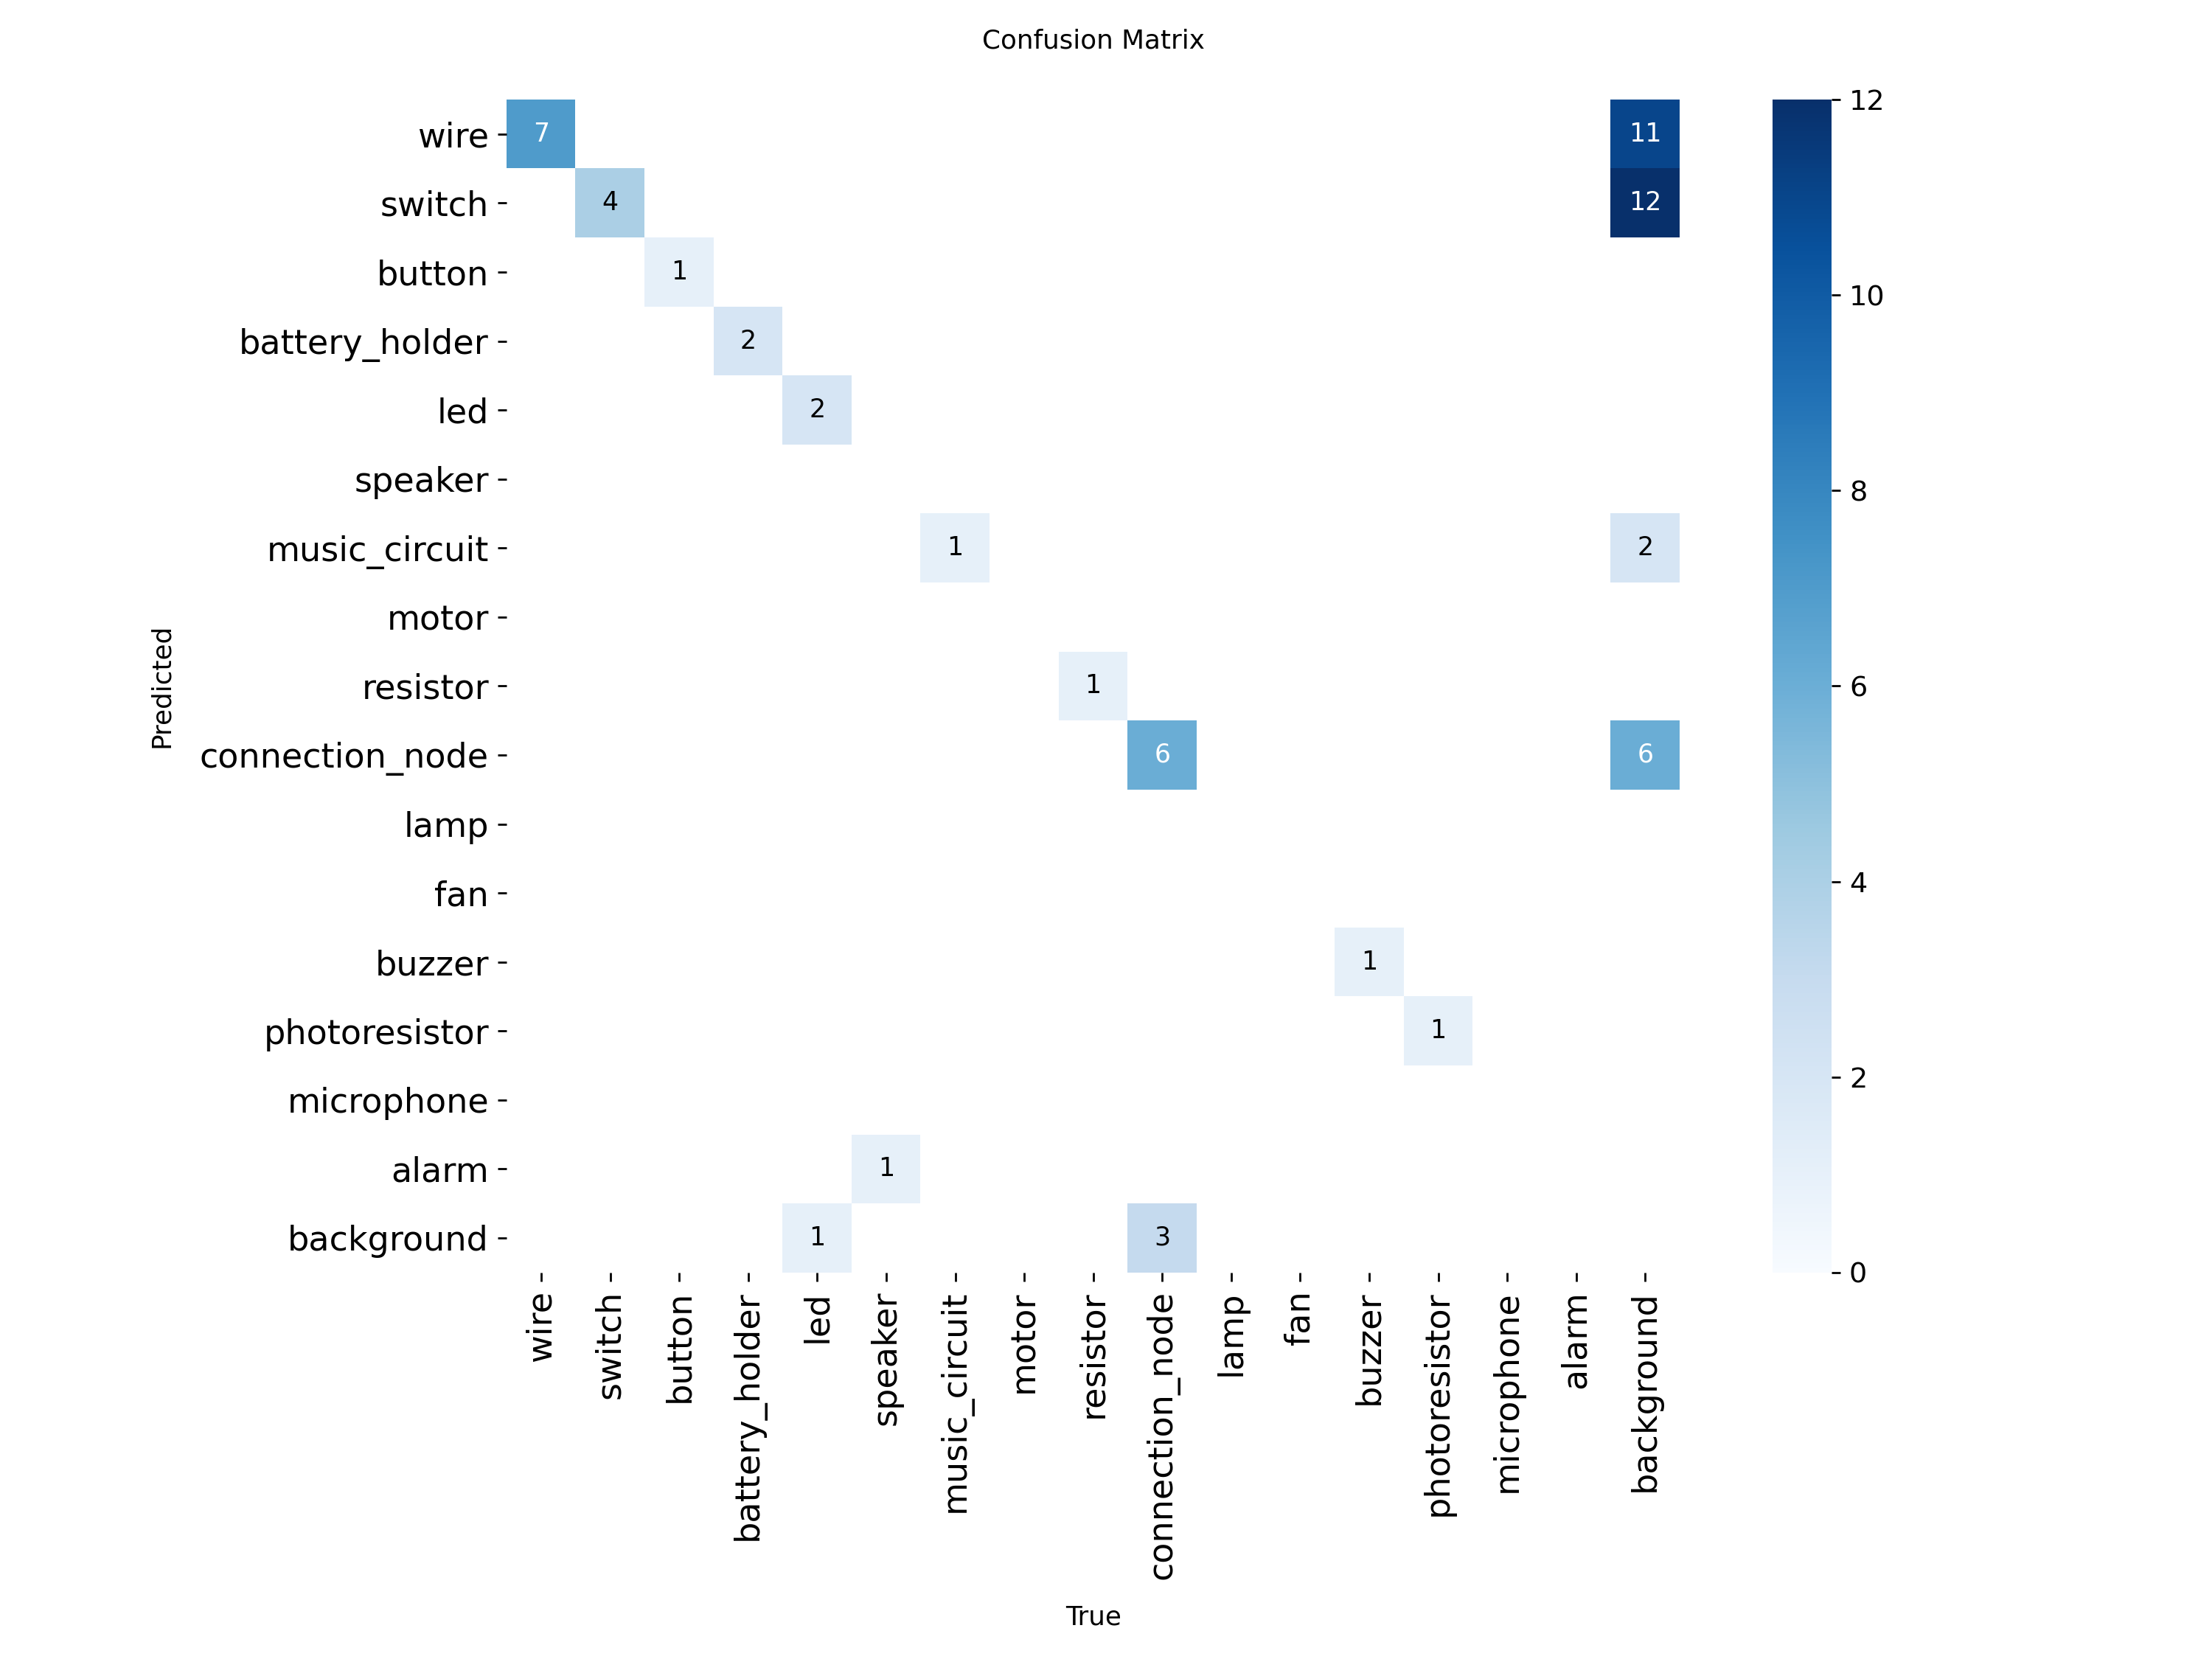 Confusion Matrix
wire 7 11
switch 4 12
button 1
battery_holder 2
led 2
speaker
music_circuit 1 2
motor
resistor 1
connection_node 6 6
lamp
fan
buzzer 1
photoresistor 1
microphone
alarm 1
background 1 3
Predicted
wire
switch
button
battery_holder
led
speaker
music_circuit
motor
resistor
connection_node
lamp
fan
buzzer
photoresistor
microphone
alarm
background
True
12
10
8
6
4
2
0